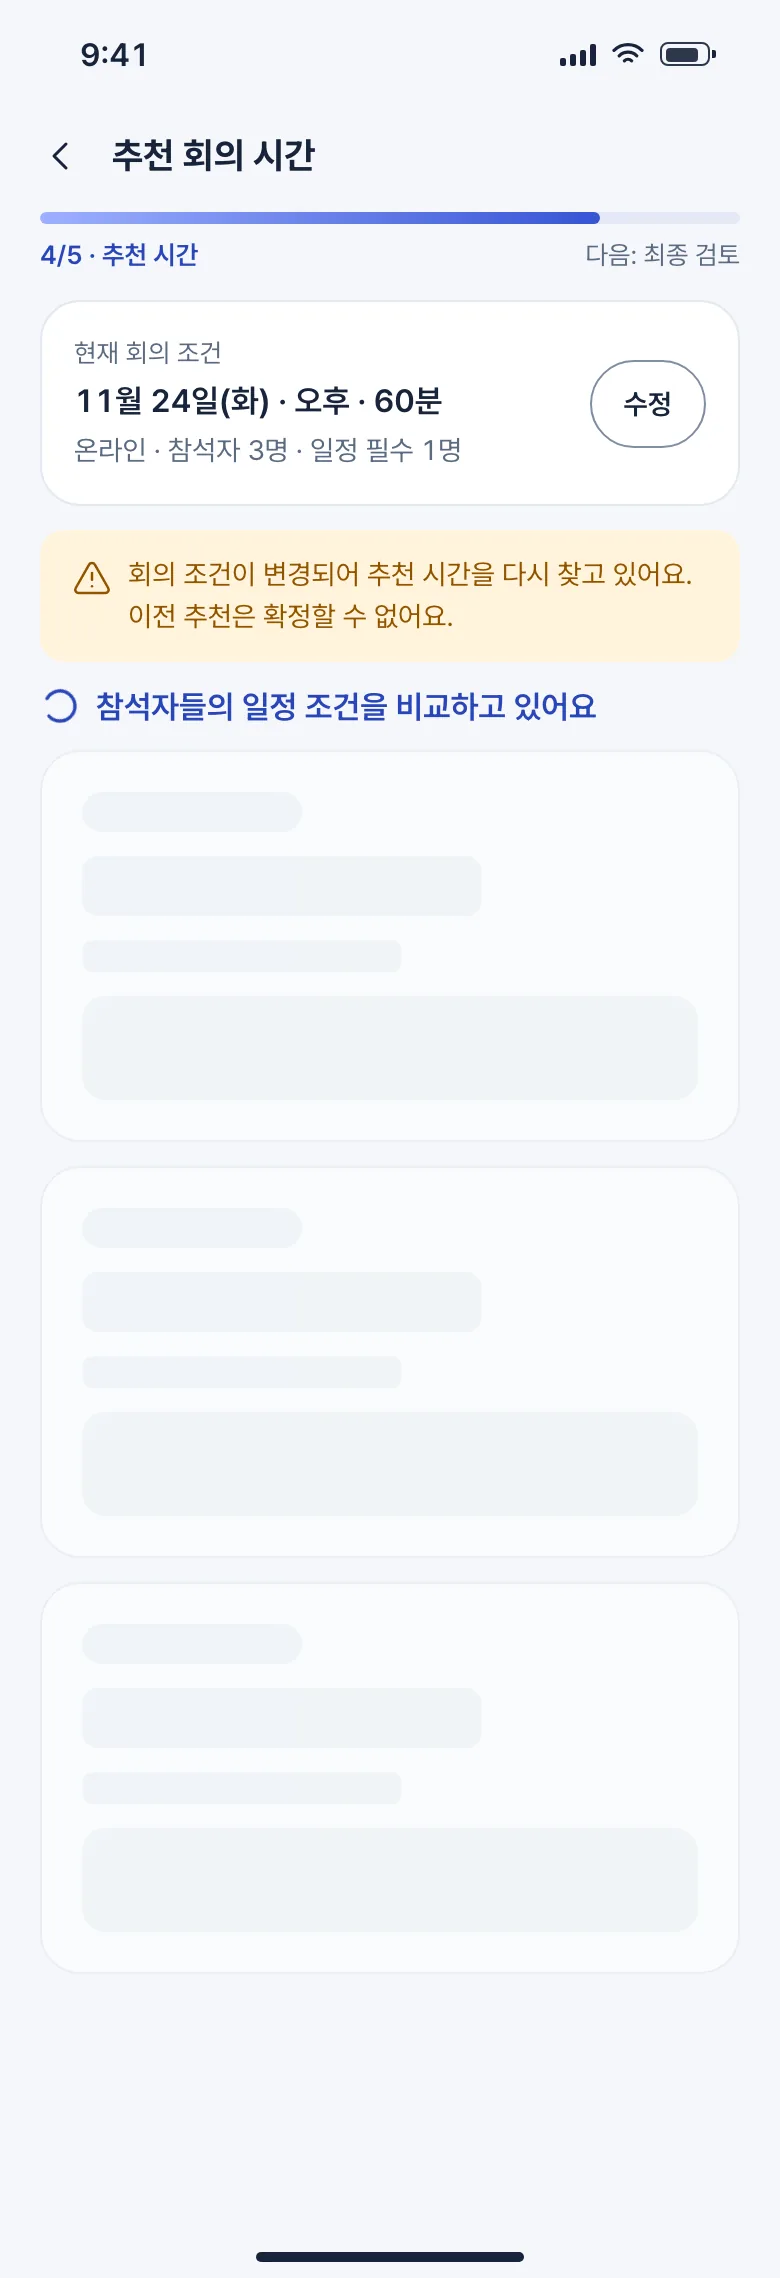 9:41
추천 회의 시간
4/5 · 추천 시간
다음: 최종 검토
현재 회의 조건
11월 24일(화) · 오후 · 60분
온라인 · 참석자 3명 · 일정 필수 1명
수정
회의 조건이 변경되어 추천 시간을 다시 찾고 있어요.
이전 추천은 확정할 수 없어요.
참석자들의 일정 조건을 비교하고 있어요